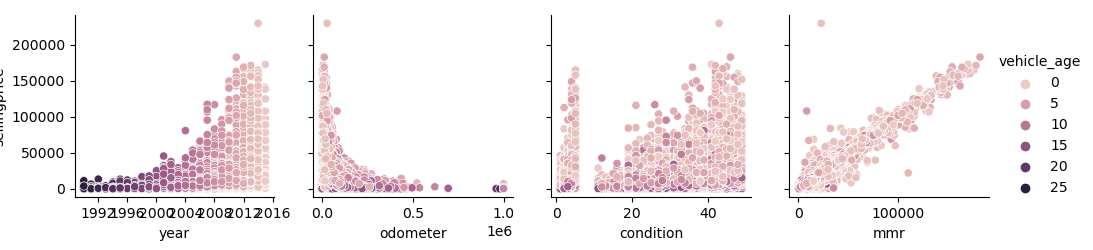 sellingprice
200000
150000
100000
50000
0
1992 1996 2000 2004 2008 2012 2016
year
0.0 0.5 1.0
1e6
odometer
0 20 40
condition
0 100000
mmr
vehicle_age
0
5
10
15
20
25